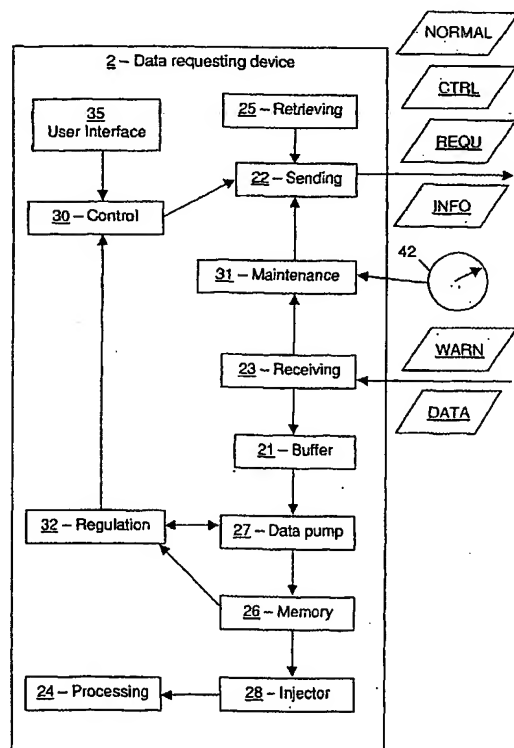 NORMAL
2 – Data requesting device
CTRL
35
User Interface
25 – Retrieving
REQU
22 – Sending
30 – Control
INFO
42
31 – Maintenance
WARN
23 – Receiving
DATA
21 – Buffer
32 – Regulation
27 – Data pump
26 – Memory
24 – Processing
28 – Injector